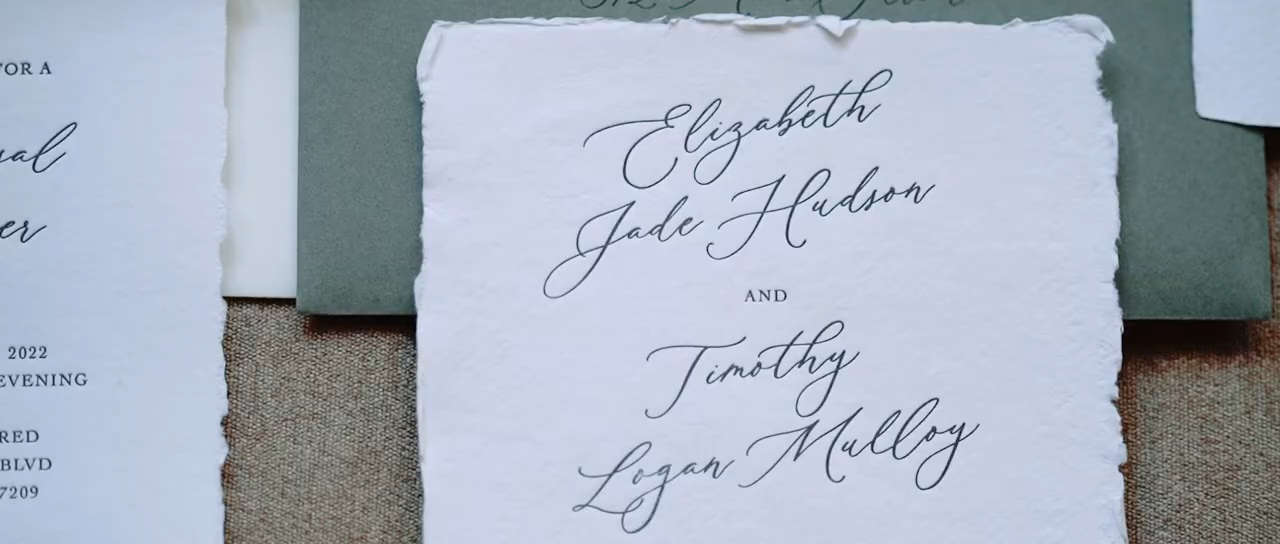 FOR A
2022
EVENING
RED
BLVD
7209
Elizabeth
Jade Hudson
AND
Timothy
Logan Mulloy